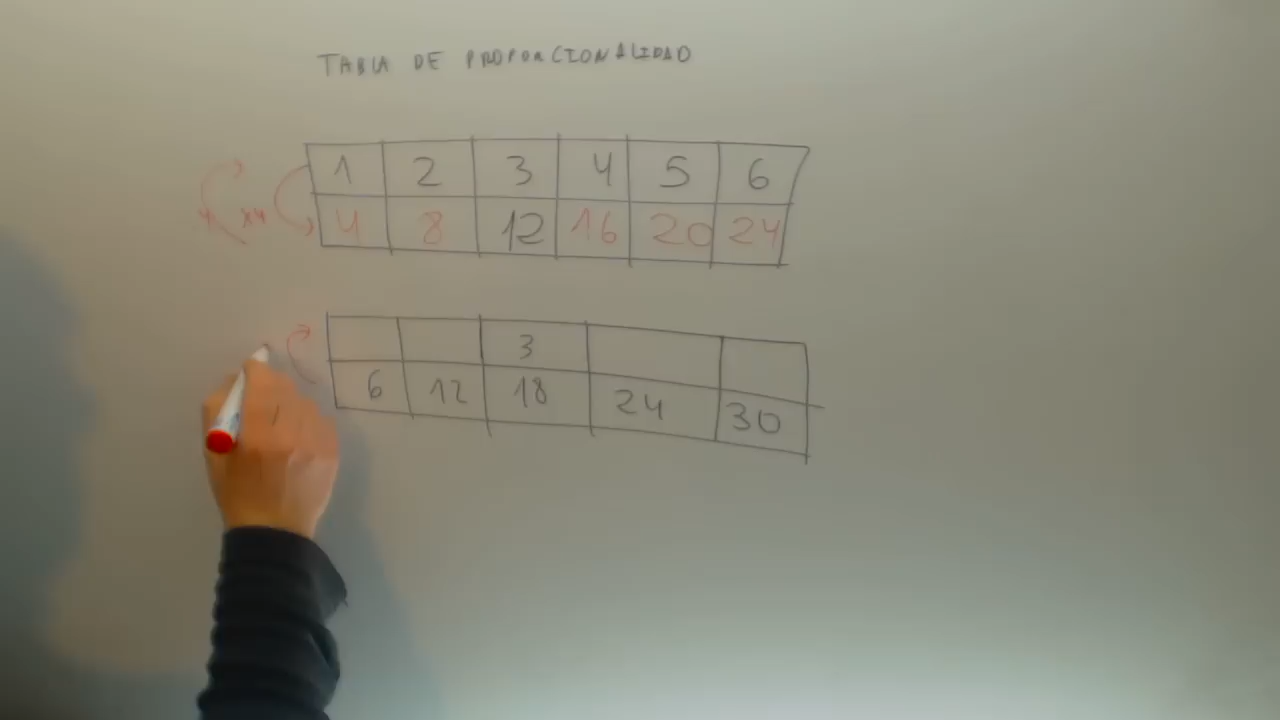 TABLA DE PROPORCIONALIDAD
1 2 3 4 5 6
x4
4 8 12 16 20 24
3
6 12 18 24 30